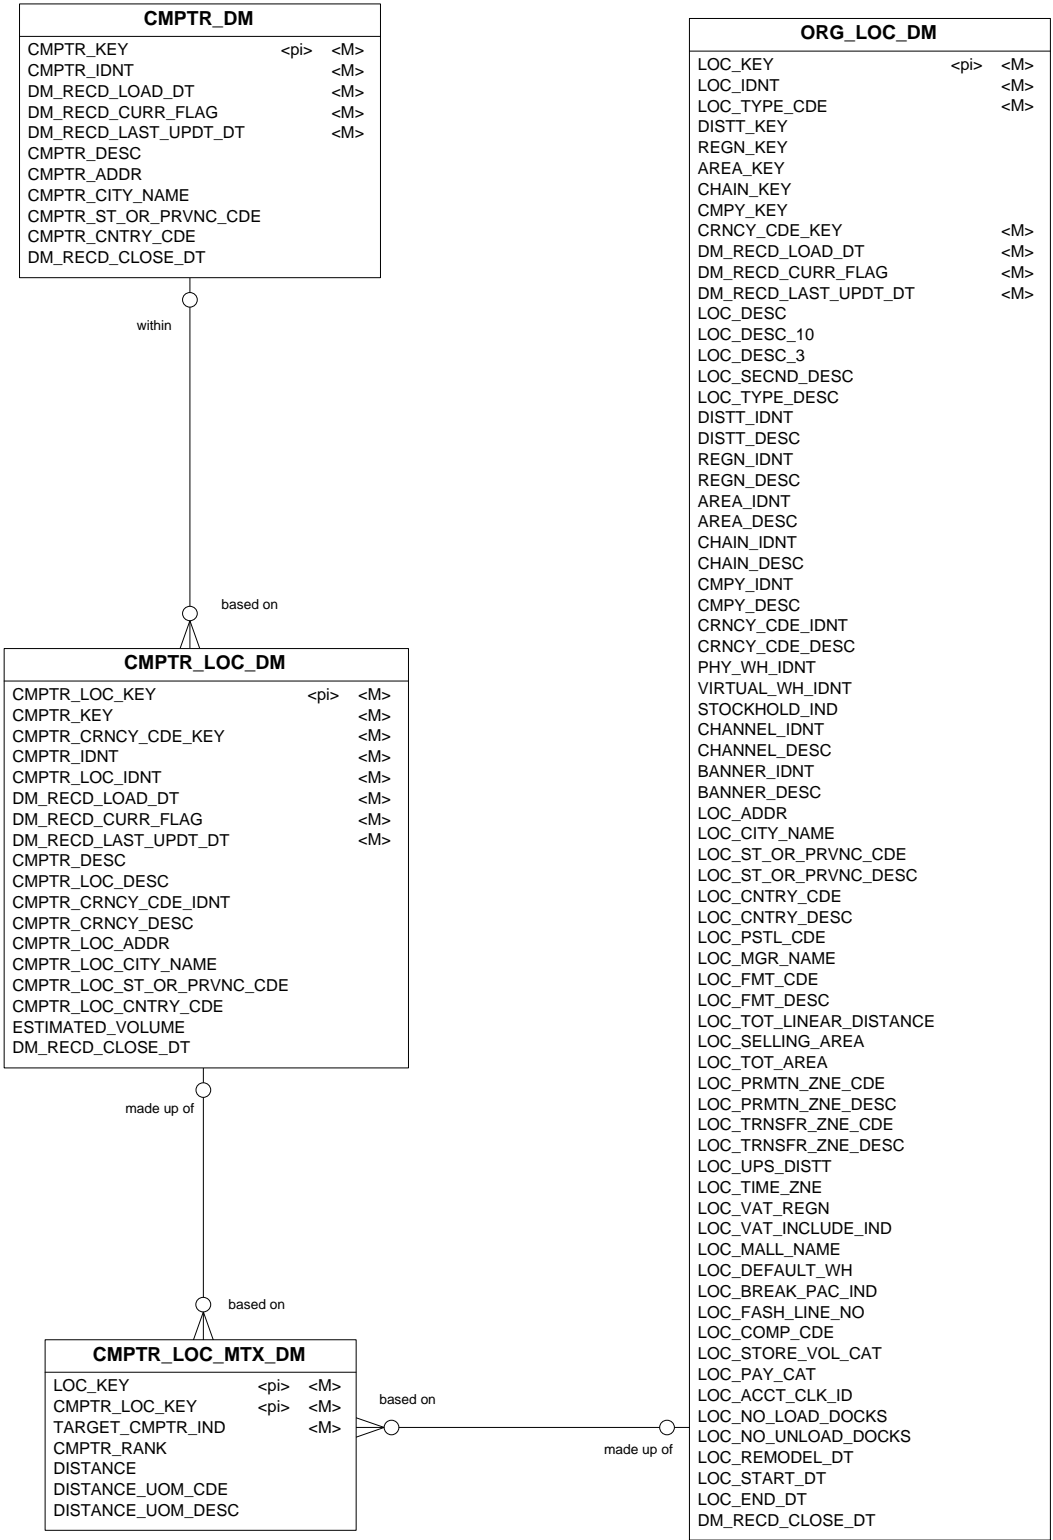 CMPTR_DM
CMPTR_KEY <pi> <M>
CMPTR_IDNT <M>
DM_RECD_LOAD_DT <M>
DM_RECD_CURR_FLAG <M>
DM_RECD_LAST_UPDT_DT <M>
CMPTR_DESC
CMPTR_ADDR
CMPTR_CITY_NAME
CMPTR_ST_OR_PRVNC_CDE
CMPTR_CNTRY_CDE
DM_RECD_CLOSE_DT
within
based on
CMPTR_LOC_DM
CMPTR_LOC_KEY <pi> <M>
CMPTR_KEY <M>
CMPTR_CRNCY_CDE_KEY <M>
CMPTR_IDNT <M>
CMPTR_LOC_IDNT <M>
DM_RECD_LOAD_DT <M>
DM_RECD_CURR_FLAG <M>
DM_RECD_LAST_UPDT_DT <M>
CMPTR_DESC
CMPTR_LOC_DESC
CMPTR_CRNCY_CDE_IDNT
CMPTR_CRNCY_DESC
CMPTR_LOC_ADDR
CMPTR_LOC_CITY_NAME
CMPTR_LOC_ST_OR_PRVNC_CDE
CMPTR_LOC_CNTRY_CDE
ESTIMATED_VOLUME
DM_RECD_CLOSE_DT
made up of
based on
CMPTR_LOC_MTX_DM
LOC_KEY <pi> <M>
CMPTR_LOC_KEY <pi> <M>
TARGET_CMPTR_IND <M>
CMPTR_RANK
DISTANCE
DISTANCE_UOM_CDE
DISTANCE_UOM_DESC
based on
made up of
ORG_LOC_DM
LOC_KEY <pi> <M>
LOC_IDNT <M>
LOC_TYPE_CDE <M>
DISTT_KEY
REGN_KEY
AREA_KEY
CHAIN_KEY
CMPY_KEY
CRNCY_CDE_KEY <M>
DM_RECD_LOAD_DT <M>
DM_RECD_CURR_FLAG <M>
DM_RECD_LAST_UPDT_DT <M>
LOC_DESC
LOC_DESC_10
LOC_DESC_3
LOC_SECND_DESC
LOC_TYPE_DESC
DISTT_IDNT
DISTT_DESC
REGN_IDNT
REGN_DESC
AREA_IDNT
AREA_DESC
CHAIN_IDNT
CHAIN_DESC
CMPY_IDNT
CMPY_DESC
CRNCY_CDE_IDNT
CRNCY_CDE_DESC
PHY_WH_IDNT
VIRTUAL_WH_IDNT
STOCKHOLD_IND
CHANNEL_IDNT
CHANNEL_DESC
BANNER_IDNT
BANNER_DESC
LOC_ADDR
LOC_CITY_NAME
LOC_ST_OR_PRVNC_CDE
LOC_ST_OR_PRVNC_DESC
LOC_CNTRY_CDE
LOC_CNTRY_DESC
LOC_PSTL_CDE
LOC_MGR_NAME
LOC_FMT_CDE
LOC_FMT_DESC
LOC_TOT_LINEAR_DISTANCE
LOC_SELLING_AREA
LOC_TOT_AREA
LOC_PRMTN_ZNE_CDE
LOC_PRMTN_ZNE_DESC
LOC_TRNSFR_ZNE_CDE
LOC_TRNSFR_ZNE_DESC
LOC_UPS_DISTT
LOC_TIME_ZNE
LOC_VAT_REGN
LOC_VAT_INCLUDE_IND
LOC_MALL_NAME
LOC_DEFAULT_WH
LOC_BREAK_PAC_IND
LOC_FASH_LINE_NO
LOC_COMP_CDE
LOC_STORE_VOL_CAT
LOC_PAY_CAT
LOC_ACCT_CLK_ID
LOC_NO_LOAD_DOCKS
LOC_NO_UNLOAD_DOCKS
LOC_REMODEL_DT
LOC_START_DT
LOC_END_DT
DM_RECD_CLOSE_DT